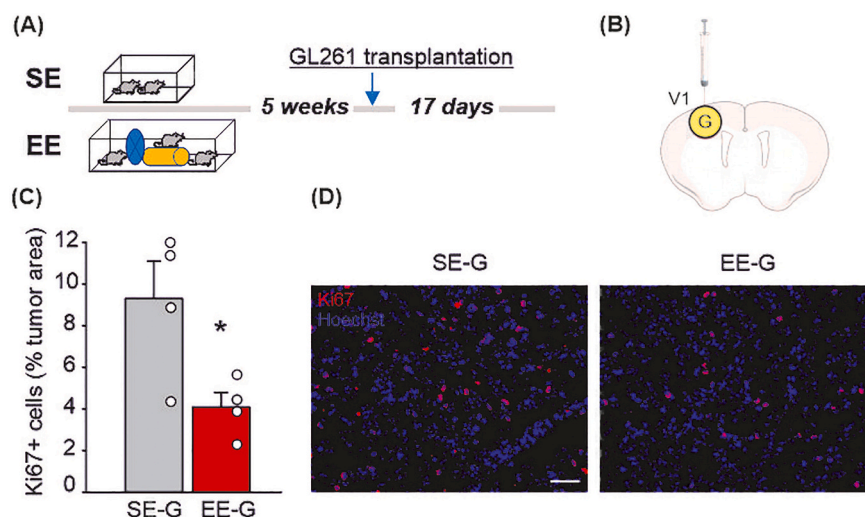 (A)
GL261 transplantation
SE
5 weeks
17 days
EE
(B)
V1
G
(C)
Ki67+ cells (% tumor area)
12
10
8
6
4
2
0
*
SE-G
EE-G
(D)
SE-G
EE-G
Ki67
Hoechst